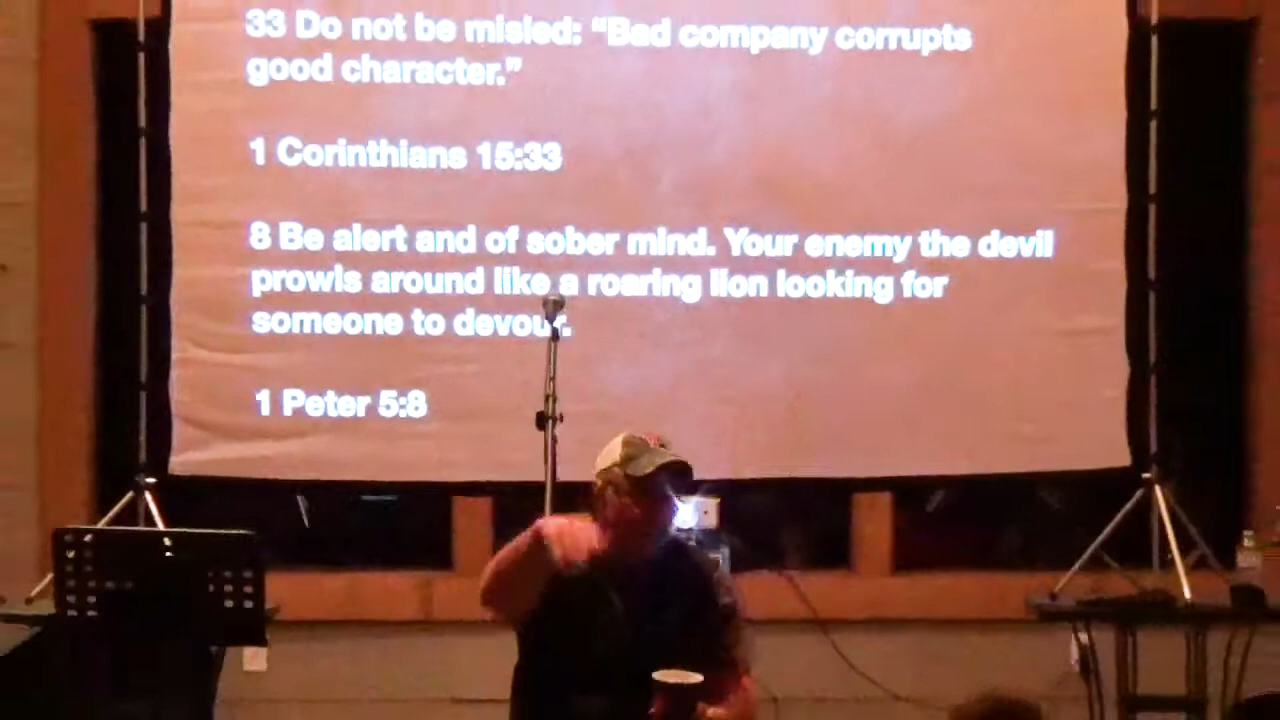 33 Do not be misled: “Bad company corrupts
good character.”
1 Corinthians 15:33
8 Be alert and of sober mind. Your enemy the devil
prowls around like a roaring lion looking for
someone to devour.
1 Peter 5:8